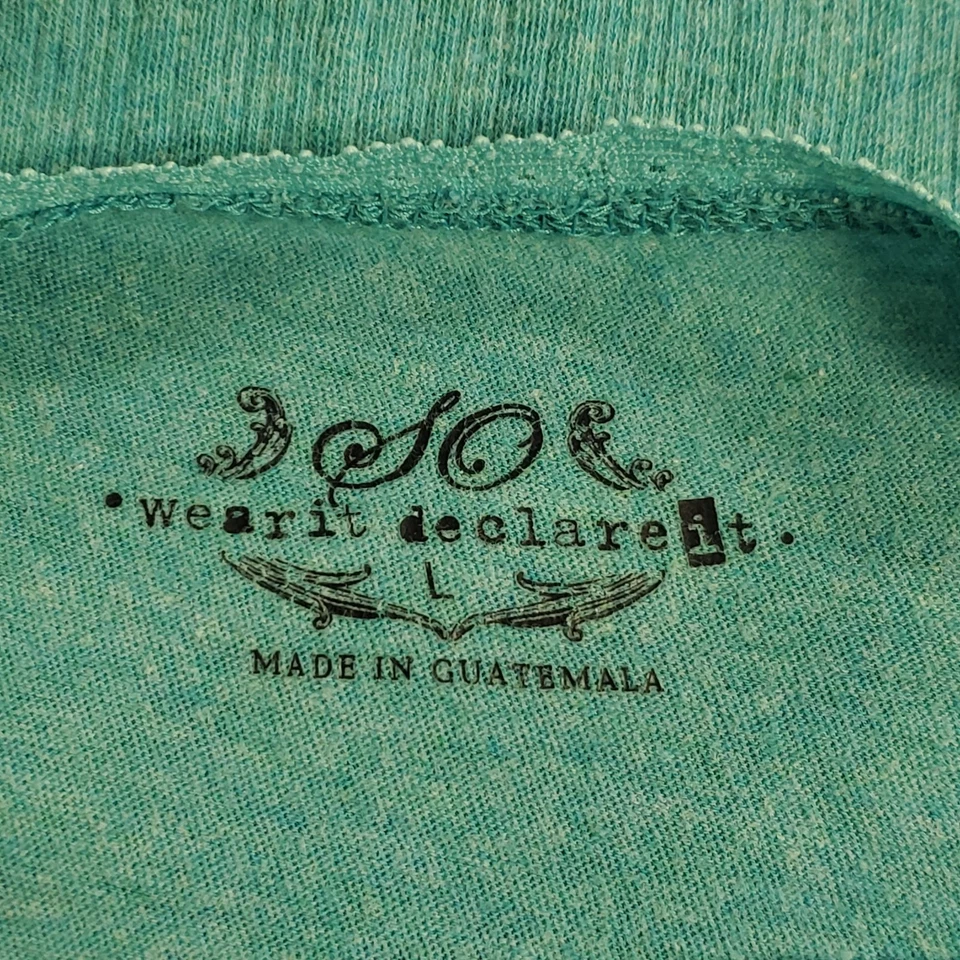 SO
• wearit declareit •
L
MADE IN GUATEMALA